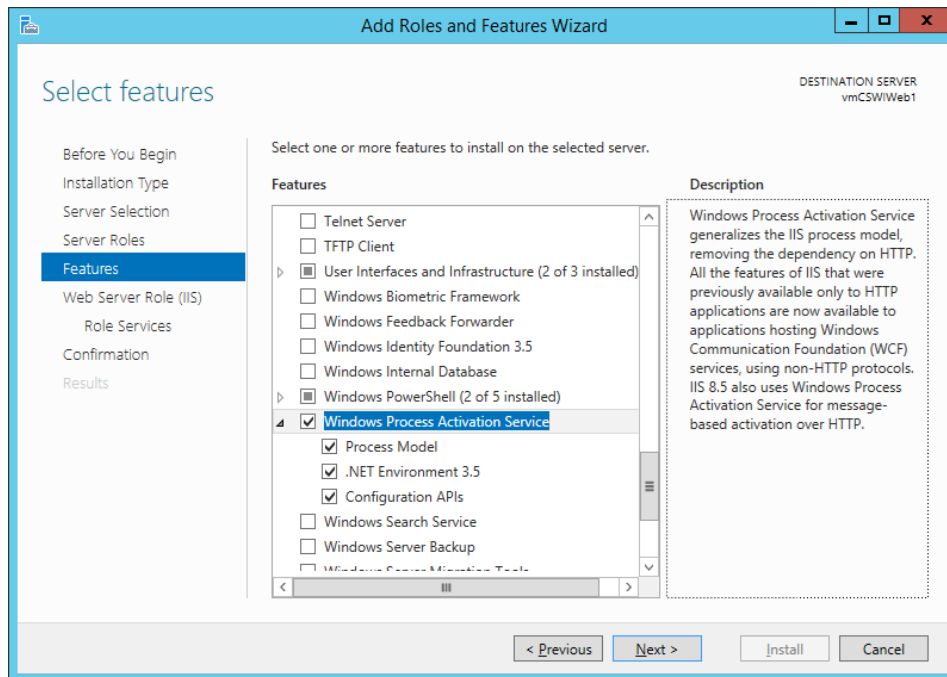 Add Roles and Features Wizard
Select features
DESTINATION SERVER
vmCSWIWeb1
Before You Begin
Installation Type
Server Selection
Server Roles
Features
Web Server Role (IIS)
Role Services
Confirmation
Results
Select one or more features to install on the selected server.
Features
Telnet Server
TFTP Client
User Interfaces and Infrastructure (2 of 3 installed)
Windows Biometric Framework
Windows Feedback Forwarder
Windows Identity Foundation 3.5
Windows Internal Database
Windows PowerShell (2 of 5 installed)
Windows Process Activation Service
Process Model
.NET Environment 3.5
Configuration APIs
Windows Search Service
Windows Server Backup
Windows Server Migration Tools
Description
Windows Process Activation Service
generalizes the IIS process model,
removing the dependency on HTTP.
All the features of IIS that were
previously available only to HTTP
applications are now available to
applications hosting Windows
Communication Foundation (WCF)
services, using non-HTTP protocols.
IIS 8.5 also uses Windows Process
Activation Service for message-
based activation over HTTP.
< Previous
Next >
Install
Cancel